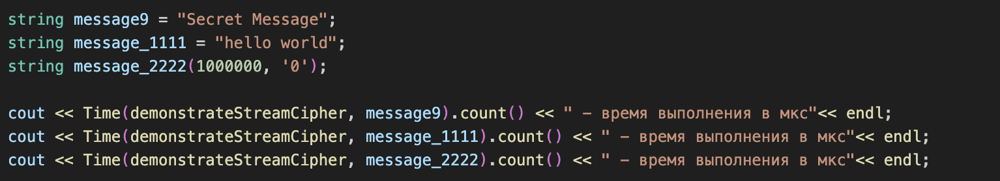 string message9 = "Secret Message";
string message_1111 = "hello world";
string message_2222(1000000, '0');
cout << Time(demonstrateStreamCipher, message9).count() << " - время выполнения в мкс"<< endl;
cout << Time(demonstrateStreamCipher, message_1111).count() << " - время выполнения в мкс"<< endl;
cout << Time(demonstrateStreamCipher, message_2222).count() << " - время выполнения в мкс"<< endl;